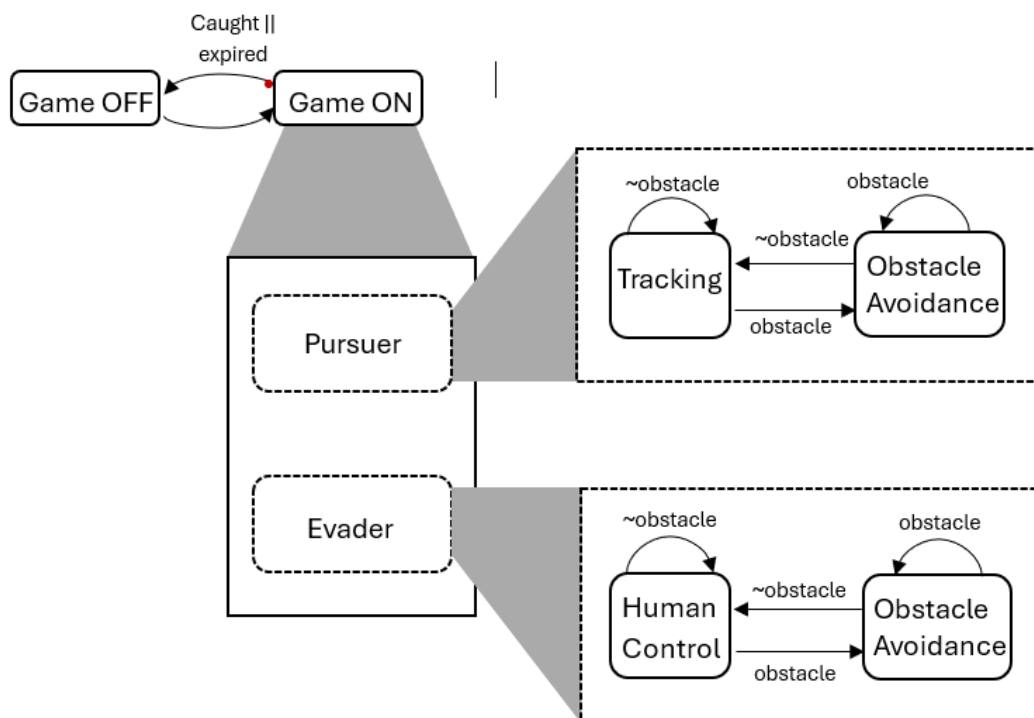 Caught ||
expired
Game OFF
Game ON
~obstacle
obstacle
~obstacle
Tracking
Obstacle
Avoidance
obstacle
Pursuer
Evader
~obstacle
obstacle
~obstacle
Human
Control
Obstacle
Avoidance
obstacle